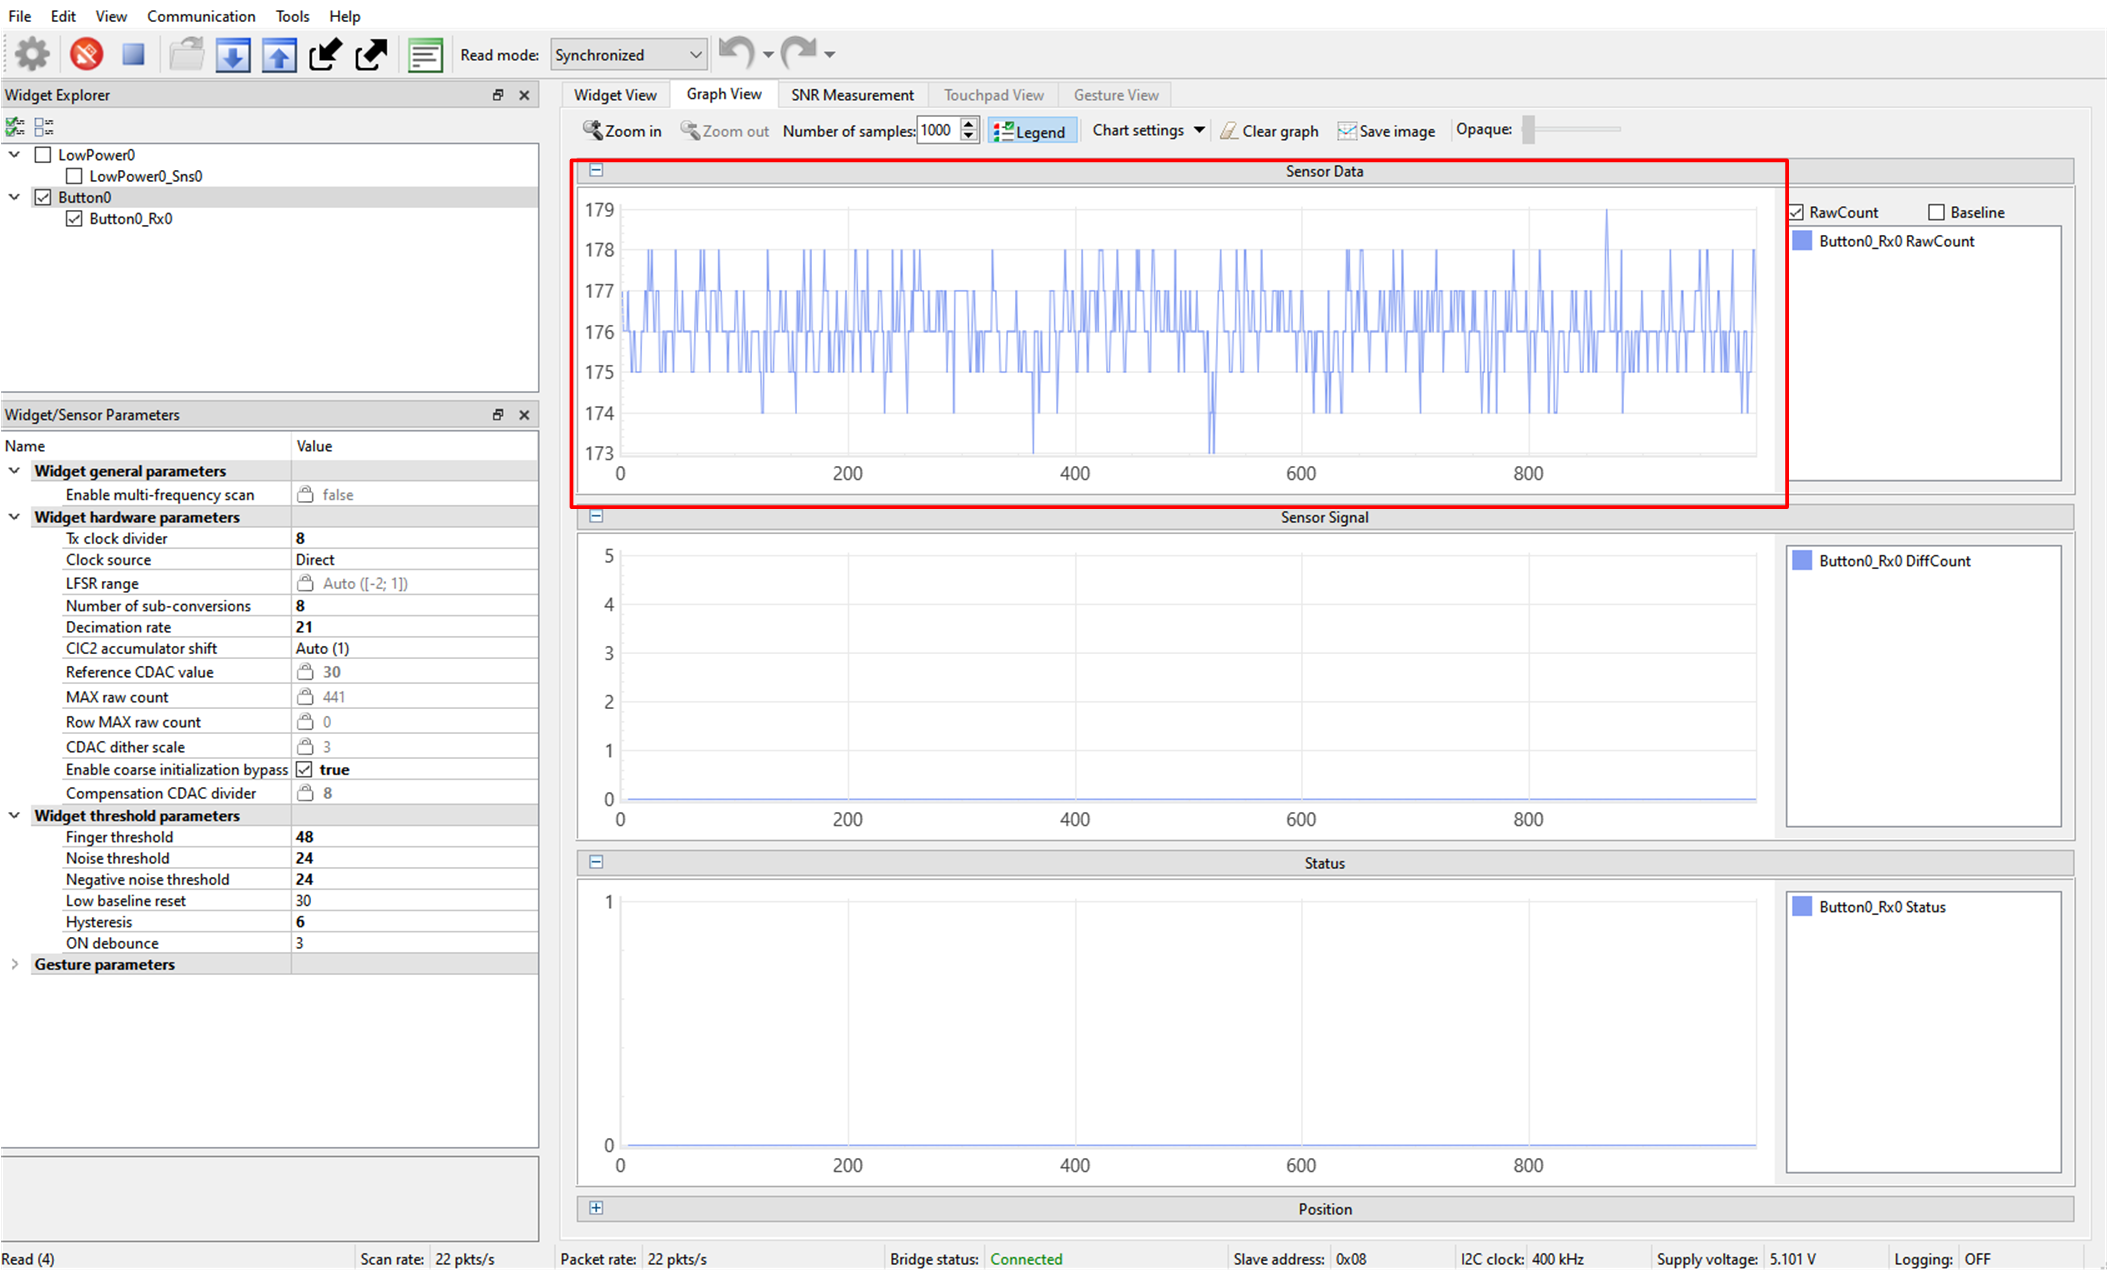 File Edit View Communication Tools Help
Read mode: Synchronized
Widget Explorer
LowPower0
LowPower0_Sns0
Button0
Button0_Rx0
Widget/Sensor Parameters
Name Value
Widget general parameters
Enable multi-frequency scan false
Widget hardware parameters
Tx clock divider 8
Clock source Direct
LFSR range Auto ([-2; 1])
Number of sub-conversions 8
Decimation rate 21
CIC2 accumulator shift Auto (1)
Reference CDAC value 30
MAX raw count 441
Row MAX raw count 0
CDAC dither scale 3
Enable coarse initialization bypass true
Compensation CDAC divider 8
Widget threshold parameters
Finger threshold 48
Noise threshold 24
Negative noise threshold 24
Low baseline reset 30
Hysteresis 6
ON debounce 3
Gesture parameters
Widget View Graph View SNR Measurement Touchpad View Gesture View
Zoom in Zoom out Number of samples: 1000 Legend Chart settings Clear graph Save image Opaque:
Sensor Data
179
178
177
176
175
174
173
0 200 400 600 800
RawCount Baseline
Button0_Rx0 RawCount
Sensor Signal
5
4
3
2
1
0
0 200 400 600 800
Button0_Rx0 DiffCount
Status
1
0
0 200 400 600 800
Button0_Rx0 Status
Position
Read (4) Scan rate: 22 pkts/s Packet rate: 22 pkts/s Bridge status: Connected Slave address: 0x08 I2C clock: 400 kHz Supply voltage: 5.101 V Logging: OFF